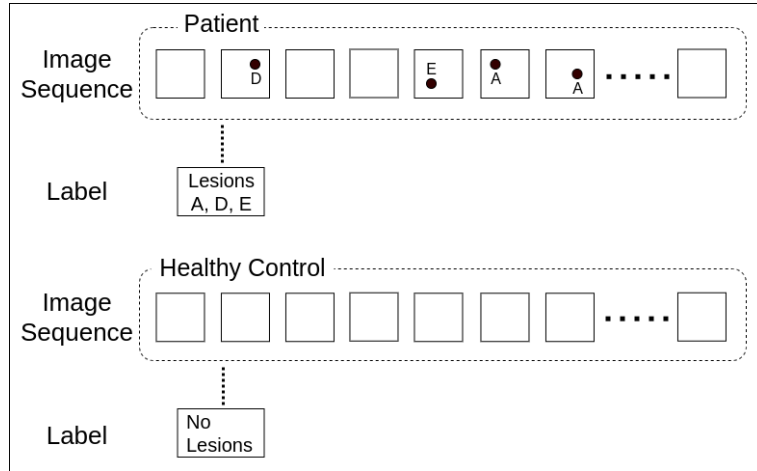 Patient
Image
Sequence
D
E
A
A
Label
Lesions
A, D, E
Healthy Control
Image
Sequence
Label
No
Lesions